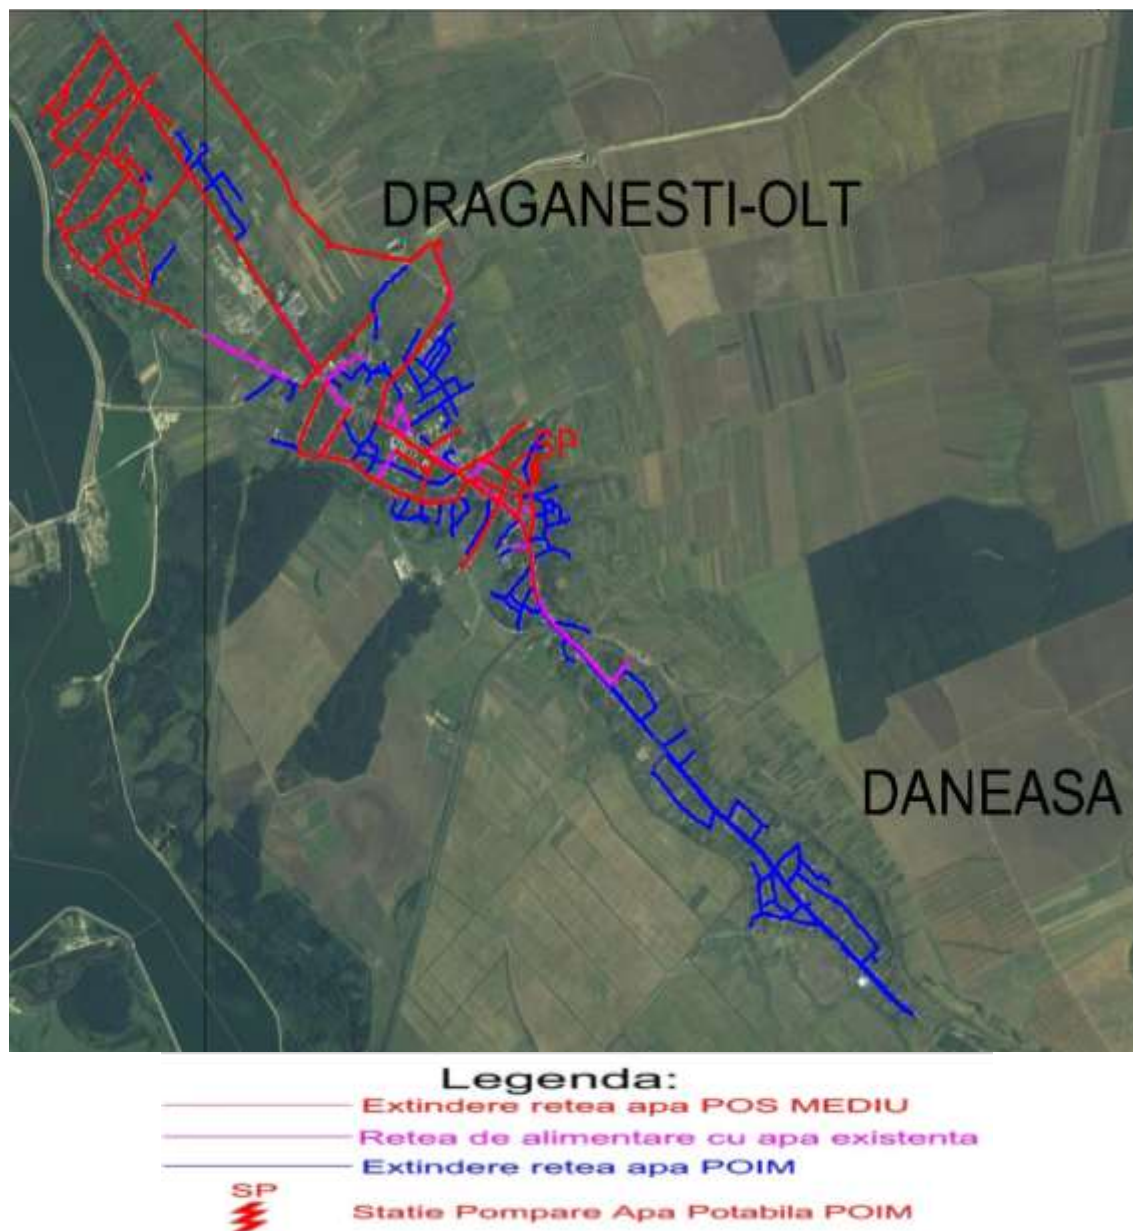 DRAGANESTI-OLT
SP
DANEASA
Legenda:
Extindere retea apa POS MEDIU
Retea de alimentare cu apa existenta
Extindere retea apa POIM
SP
Statie Pompare Apa Potabila POIM